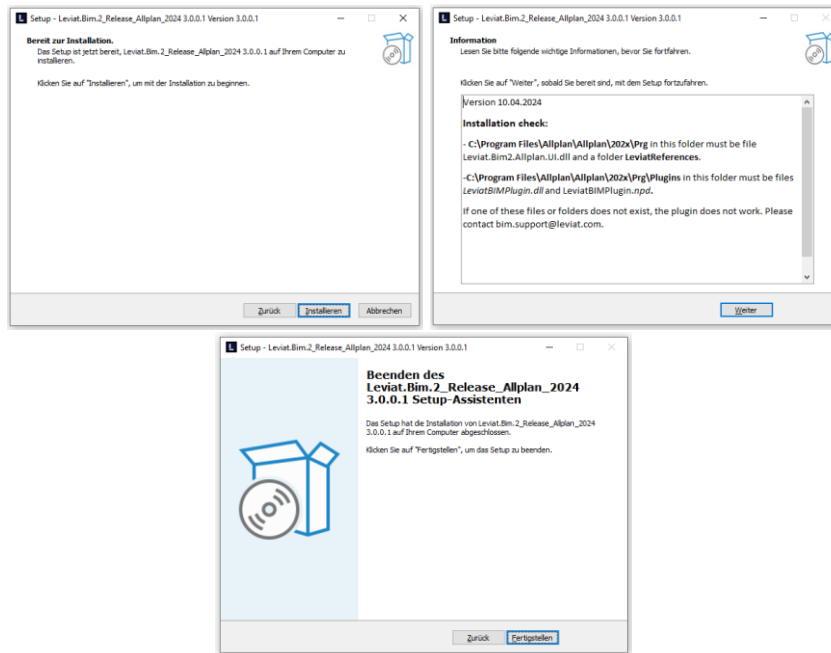 Setup - Leviat.Bim.2_Release_Allplan_2024 3.0.0.1 Version 3.0.0.1
Bereit zur Installation.
Das Setup ist jetzt bereit, Leviat.Bim.2_Release_Allplan_2024 3.0.0.1 auf Ihrem Computer zu
installieren.
Klicken Sie auf "Installieren", um mit der Installation zu beginnen.
Zurück Installieren Abbrechen
Setup - Leviat.Bim.2_Release_Allplan_2024 3.0.0.1 Version 3.0.0.1
Information
Lesen Sie bitte folgende wichtige Informationen, bevor Sie fortfahren.
Klicken Sie auf "Weiter", sobald Sie bereit sind, mit dem Setup fortzufahren.
Version 10.04.2024
Installation check:
- C:\Program Files\Allplan\Allplan\202x\Prg in this folder must be file
Leviat.Bim2.Allplan.UI.dll and a folder LeviatReferences.
-C:\Program Files\Allplan\Allplan\202x\Prg\Plugins in this folder must be files
LeviatBIMPlugin.dll and LeviatBIMPlugin.npd.
If one of these files or folders does not exist, the plugin does not work. Please
contact bim.support@leviat.com.
Weiter
Setup - Leviat.Bim.2_Release_Allplan_2024 3.0.0.1 Version 3.0.0.1
Beenden des
Leviat.Bim.2_Release_Allplan_2024
3.0.0.1 Setup-Assistenten
Das Setup hat die Installation von Leviat.Bim.2_Release_Allplan_2024
3.0.0.1 auf Ihrem Computer abgeschlossen.
Klicken Sie auf "Fertigstellen", um das Setup zu beenden.
Zurück Fertigstellen